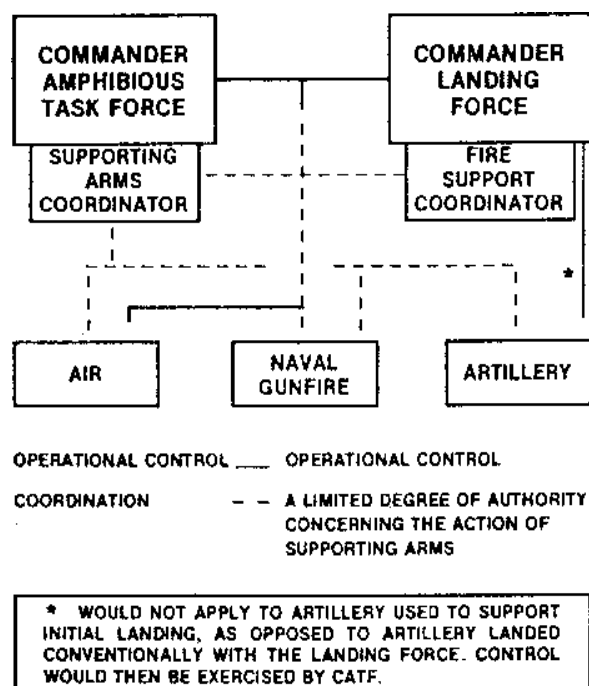 COMMANDER
AMPHIBIOUS
TASK FORCE
COMMANDER
LANDING
FORCE
SUPPORTING
ARMS
COORDINATOR
FIRE
SUPPORT
COORDINATOR
*
AIR
NAVAL
GUNFIRE
ARTILLERY
OPERATIONAL CONTROL ___ OPERATIONAL CONTROL
COORDINATION – – A LIMITED DEGREE OF AUTHORITY
CONCERNING THE ACTION OF
SUPPORTING ARMS
* WOULD NOT APPLY TO ARTILLERY USED TO SUPPORT
INITIAL LANDING, AS OPPOSED TO ARTILLERY LANDED
CONVENTIONALLY WITH THE LANDING FORCE. CONTROL
WOULD THEN BE EXERCISED BY CATF.